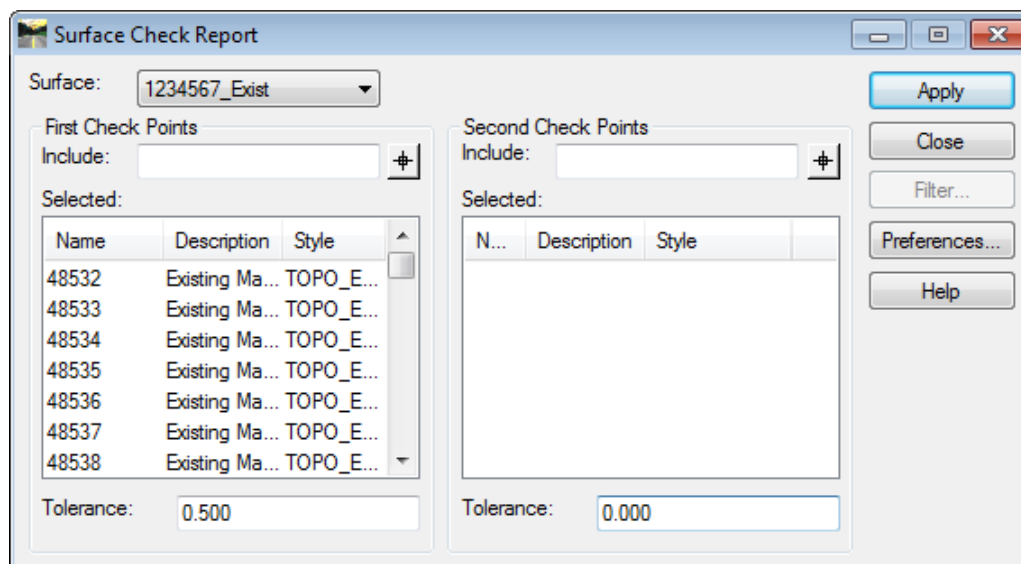 Surface Check Report
Surface: 1234567_Exist
Apply
Close
Filter...
Preferences...
Help
First Check Points
Include:
Selected:
Name Description Style
48532 Existing Ma... TOPO_E...
48533 Existing Ma... TOPO_E...
48534 Existing Ma... TOPO_E...
48535 Existing Ma... TOPO_E...
48536 Existing Ma... TOPO_E...
48537 Existing Ma... TOPO_E...
48538 Existing Ma... TOPO_E...
Tolerance: 0.500
Second Check Points
Include:
Selected:
N... Description Style
Tolerance: 0.000